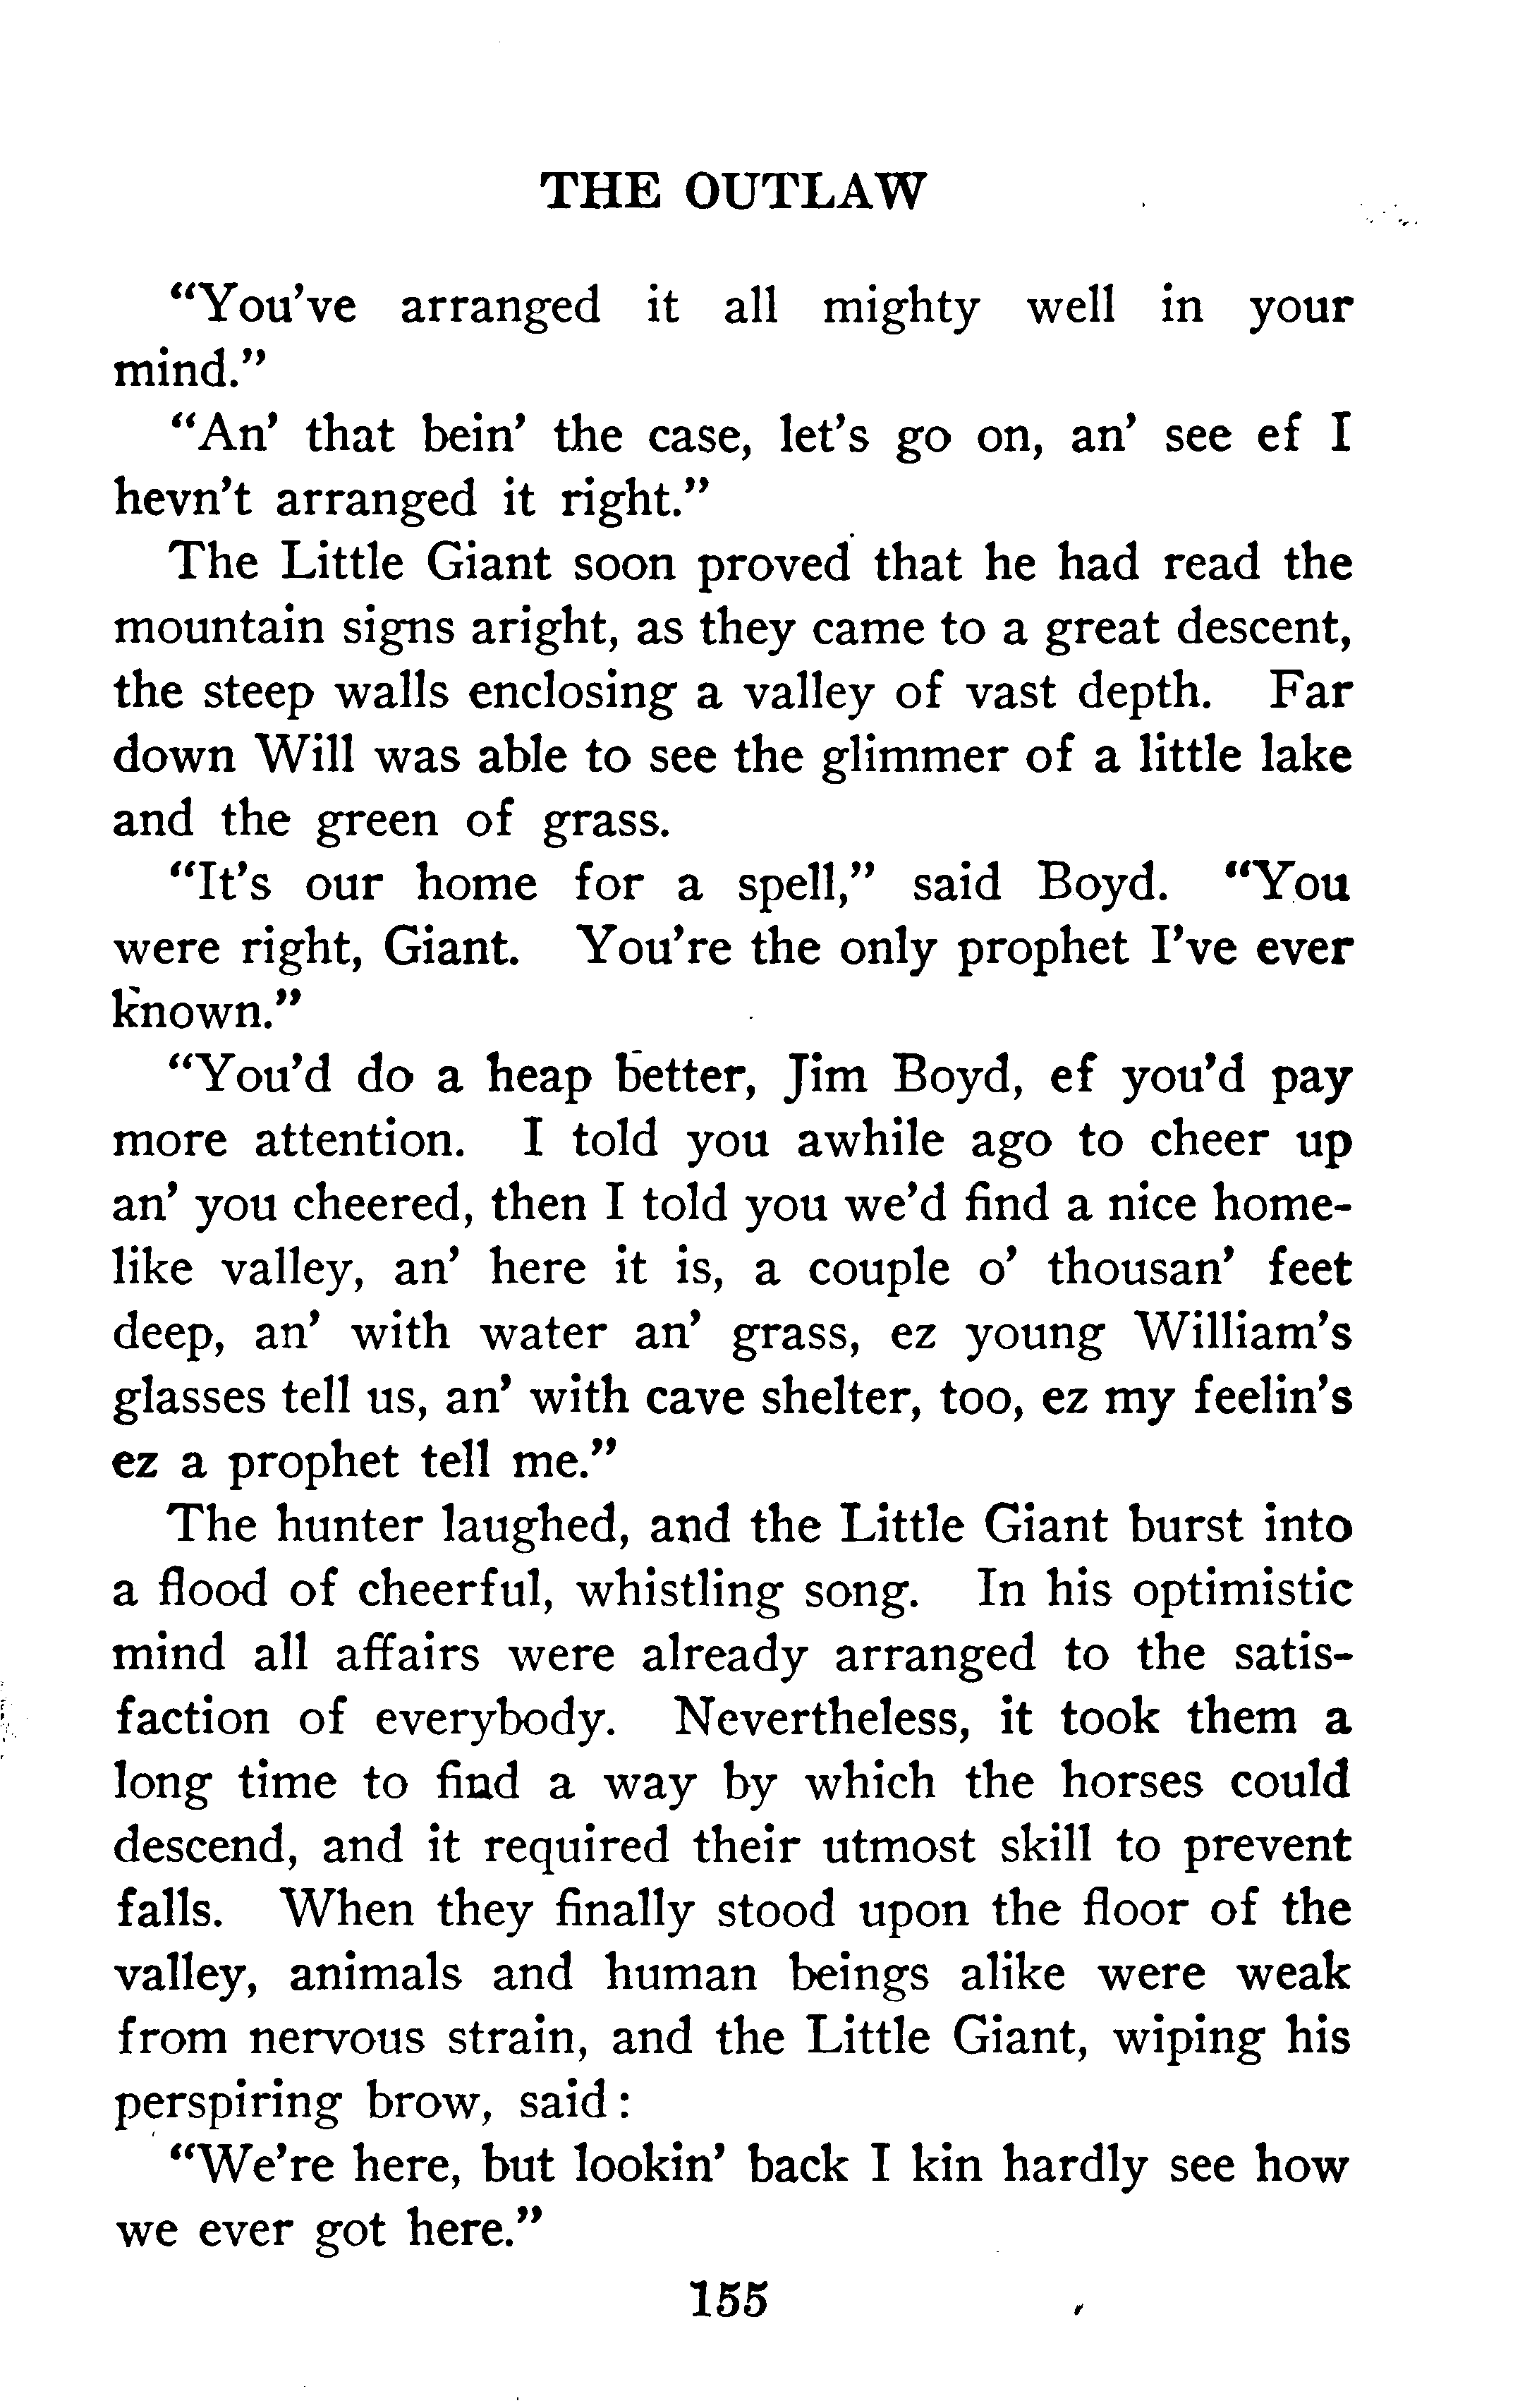 THE OUTLAW
“You’ve arranged it all mighty well in your
mind.”
“An’ that bein’ the case, let’s go on, an’ see ef I
hevn’t arranged it right.”
The Little Giant soon proved that he had read the
mountain signs aright, as they came to a great descent,
the steep walls enclosing a valley of vast depth. Far
down Will was able to see the glimmer of a little lake
and the green of grass.
“It’s our home for a spell,” said Boyd. “You
were right, Giant. You’re the only prophet I’ve ever
known.”
“You’d do a heap better, Jim Boyd, ef you’d pay
more attention. I told you awhile ago to cheer up
an’ you cheered, then I told you we’d find a nice home-
like valley, an’ here it is, a couple o’ thousan’ feet
deep, an’ with water an’ grass, ez young William’s
glasses tell us, an’ with cave shelter, too, ez my feelin’s
ez a prophet tell me.”
The hunter laughed, and the Little Giant burst into
a flood of cheerful, whistling song. In his optimistic
mind all affairs were already arranged to the satis-
faction of everybody. Nevertheless, it took them a
long time to find a way by which the horses could
descend, and it required their utmost skill to prevent
falls. When they finally stood upon the floor of the
valley, animals and human beings alike were weak
from nervous strain, and the Little Giant, wiping his
perspiring brow, said:
“We’re here, but lookin’ back I kin hardly see how
we ever got here.”
155